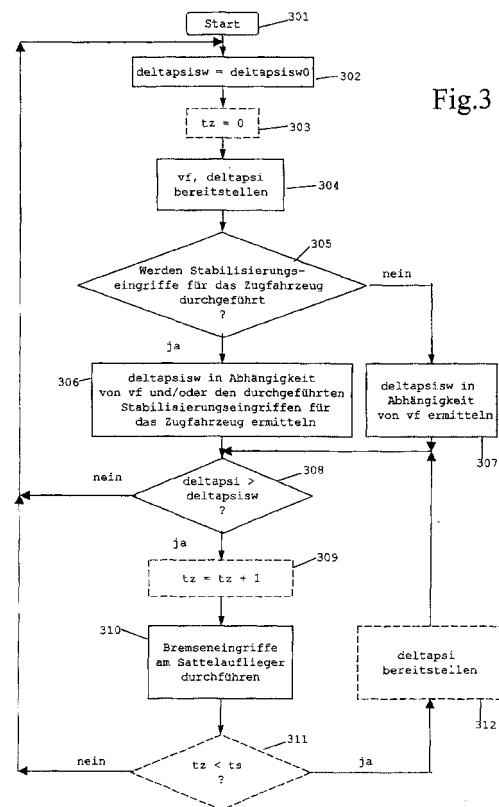 Start
301
deltapsisw = deltapsisw0
302
Fig.3
tz = 0
303
vf, deltapsi
bereitstellen
304
305
Werden Stabilisierungs-
eingriffe für das Zugfahrzeug
durchgeführt
?
nein
ja
306
deltapsisw in Abhängigkeit
von vf und/oder den durchgeführten
Stabilisierungseingriffen für
das Zugfahrzeug ermitteln
deltapsisw in
Abhängigkeit
von vf ermitteln
307
308
nein
deltapsi >
deltapsisw
?
ja
309
tz = tz + 1
310
Bremseneingriffe
am Sattelauflieger
durchführen
deltapsi
bereitstellen
312
311
nein
tz < ts
?
ja